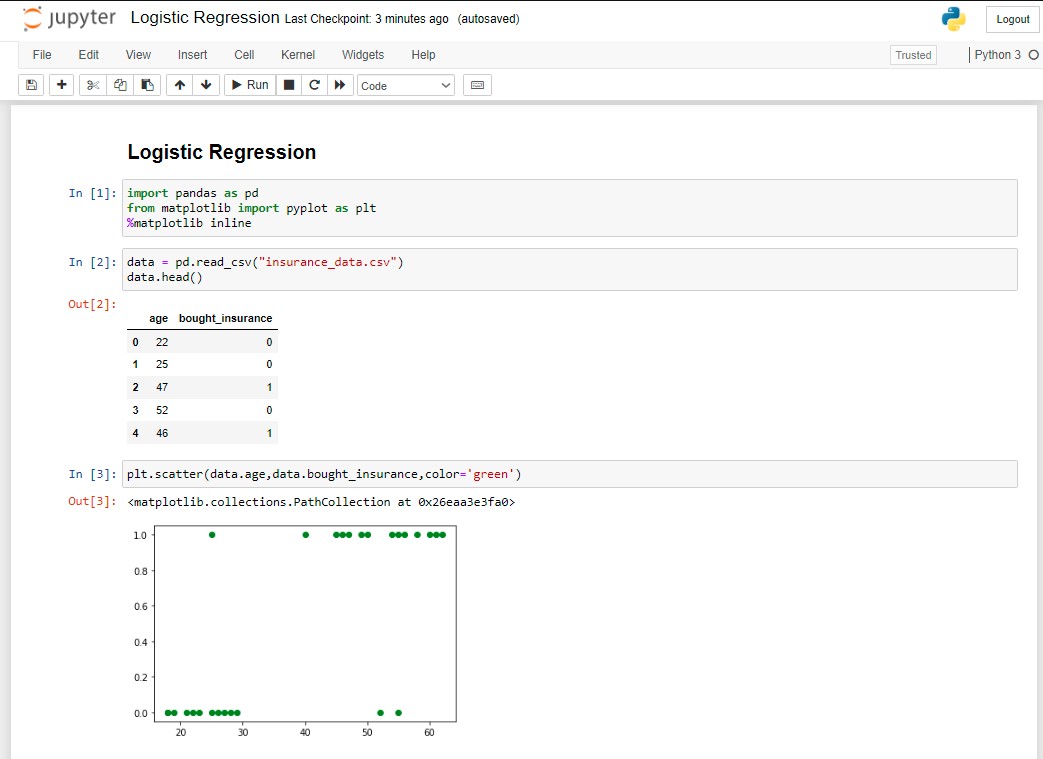 jupyter Logistic Regression Last Checkpoint: 3 minutes ago (autosaved) Logout
File Edit View Insert Cell Kernel Widgets Help Trusted Python 3
Run Code
Logistic Regression
In [1]: import pandas as pd
from matplotlib import pyplot as plt
%matplotlib inline
In [2]: data = pd.read_csv("insurance_data.csv")
data.head()
Out[2]:
age bought_insurance
0 22 0
1 25 0
2 47 1
3 52 0
4 46 1
In [3]: plt.scatter(data.age,data.bought_insurance,color='green')
Out[3]: <matplotlib.collections.PathCollection at 0x26eaa3e3fa0>
1.0
0.8
0.6
0.4
0.2
0.0
20 30 40 50 60